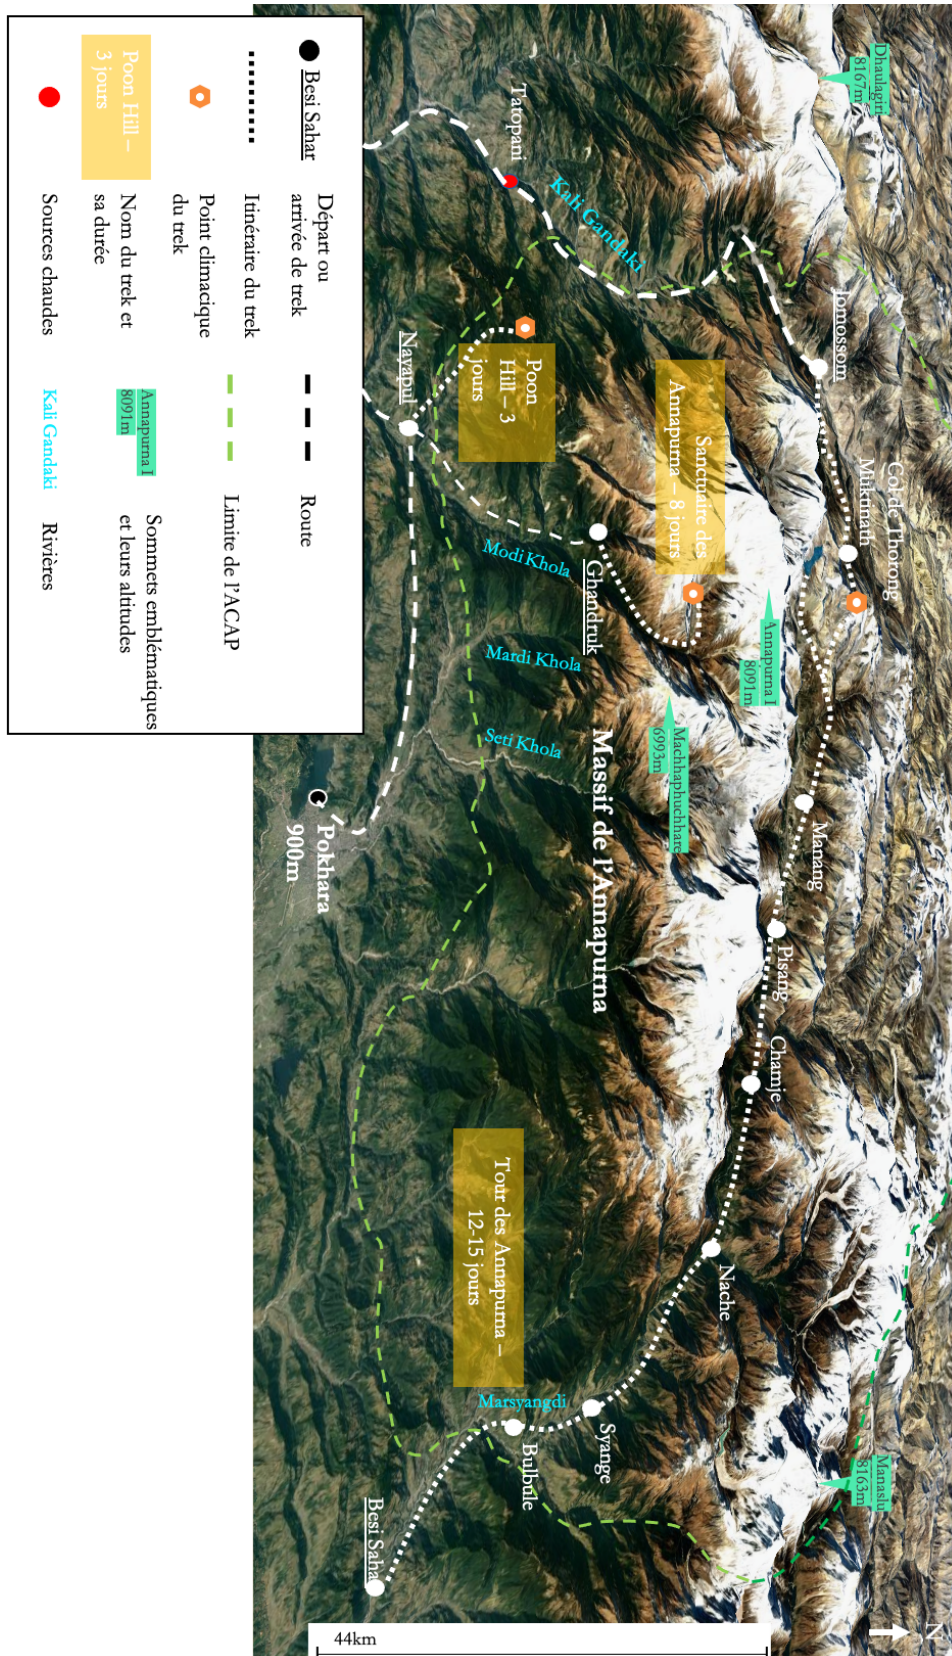 Dhaulagiri
8167m
Jomossom
Col de Thorong
Muktinath
Tatopani
Kali Gandaki
Sanctuaire des
Annapurna – 8 jours
Annapurna I
8091m
Machhaphuchhare
6993m
Manang
Pisang
Chamje
Nache
Manaslu
8163m
N
Poon
Hill – 3
jours
Nayapul
Ghandruk
Modi Khola
Mardi Khola
Seti Khola
Massif de l'Annapurna
Pokhara
900m
Tour des Annapurna –
12-15 jours
Marsyangdi
Syange
Bulbule
Besi Saha
44km
Besi Sahar
Départ ou
arrivée de trek
Itinéraire du trek
Point climacique
du trek
Poon Hill –
3 jours
Nom du trek et
sa durée
Sources chaudes
Route
Limite de l'ACAP
Annapurna I
8091m
Sommets emblématiques
et leurs altitudes
Kali Gandaki
Rivières